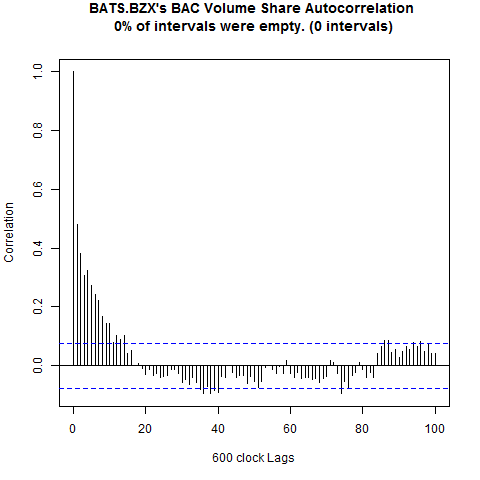 BATS.BZX's BAC Volume Share Autocorrelation
0% of intervals were empty. (0 intervals)
Correlation
1.0
0.8
0.6
0.4
0.2
0.0
0 20 40 60 80 100
600 clock Lags